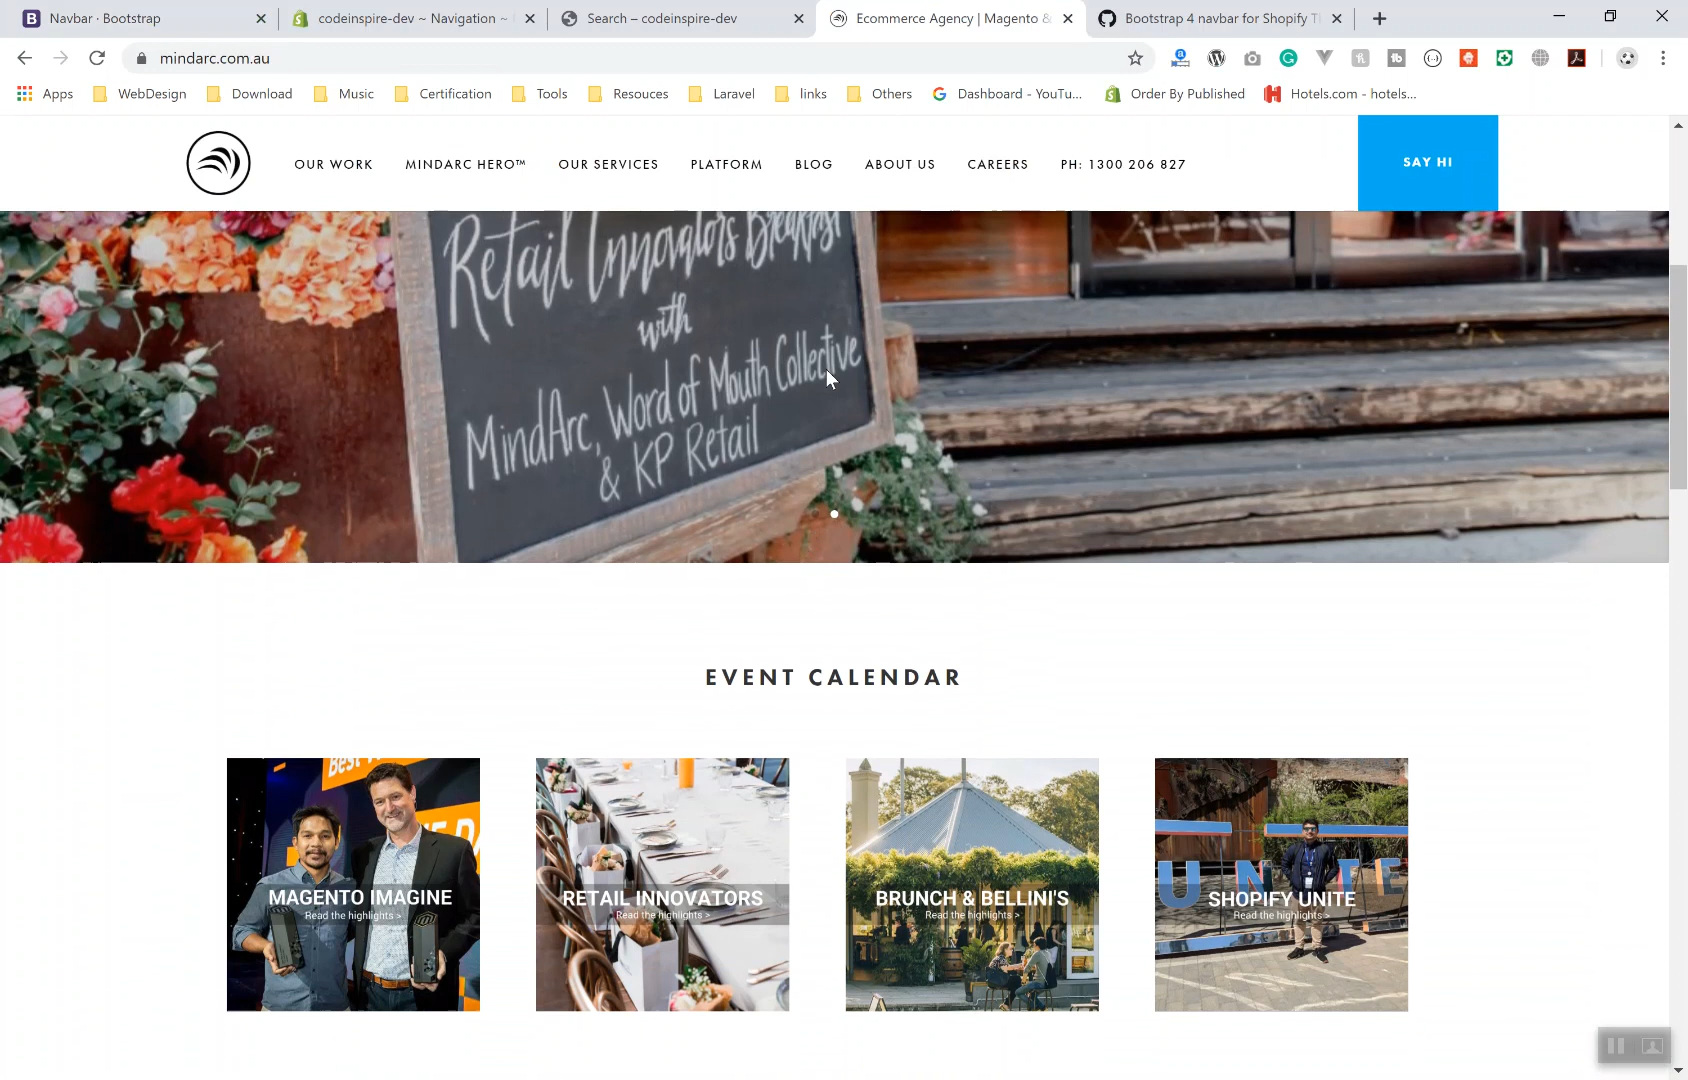 Navbar · Bootstrap
codeinspire-dev ~ Navigation ~
Search – codeinspire-dev
Ecommerce Agency | Magento &
Bootstrap 4 navbar for Shopify T
mindarc.com.au
Apps
WebDesign
Download
Music
Certification
Tools
Resouces
Laravel
links
Others
Dashboard - YouTu...
Order By Published
Hotels.com - hotels...
OUR WORK
MINDARC HERO™
OUR SERVICES
PLATFORM
BLOG
ABOUT US
CAREERS
PH: 1300 206 827
SAY HI
Retail Innovators Breakfast
with
MindArc, Word of Mouth Collective
& KP Retail
EVENT CALENDAR
MAGENTO IMAGINE
Read the highlights >
RETAIL INNOVATORS
Read the highlights >
BRUNCH & BELLINI'S
Read the highlights >
SHOPIFY UNITE
Read the highlights >
UNITE